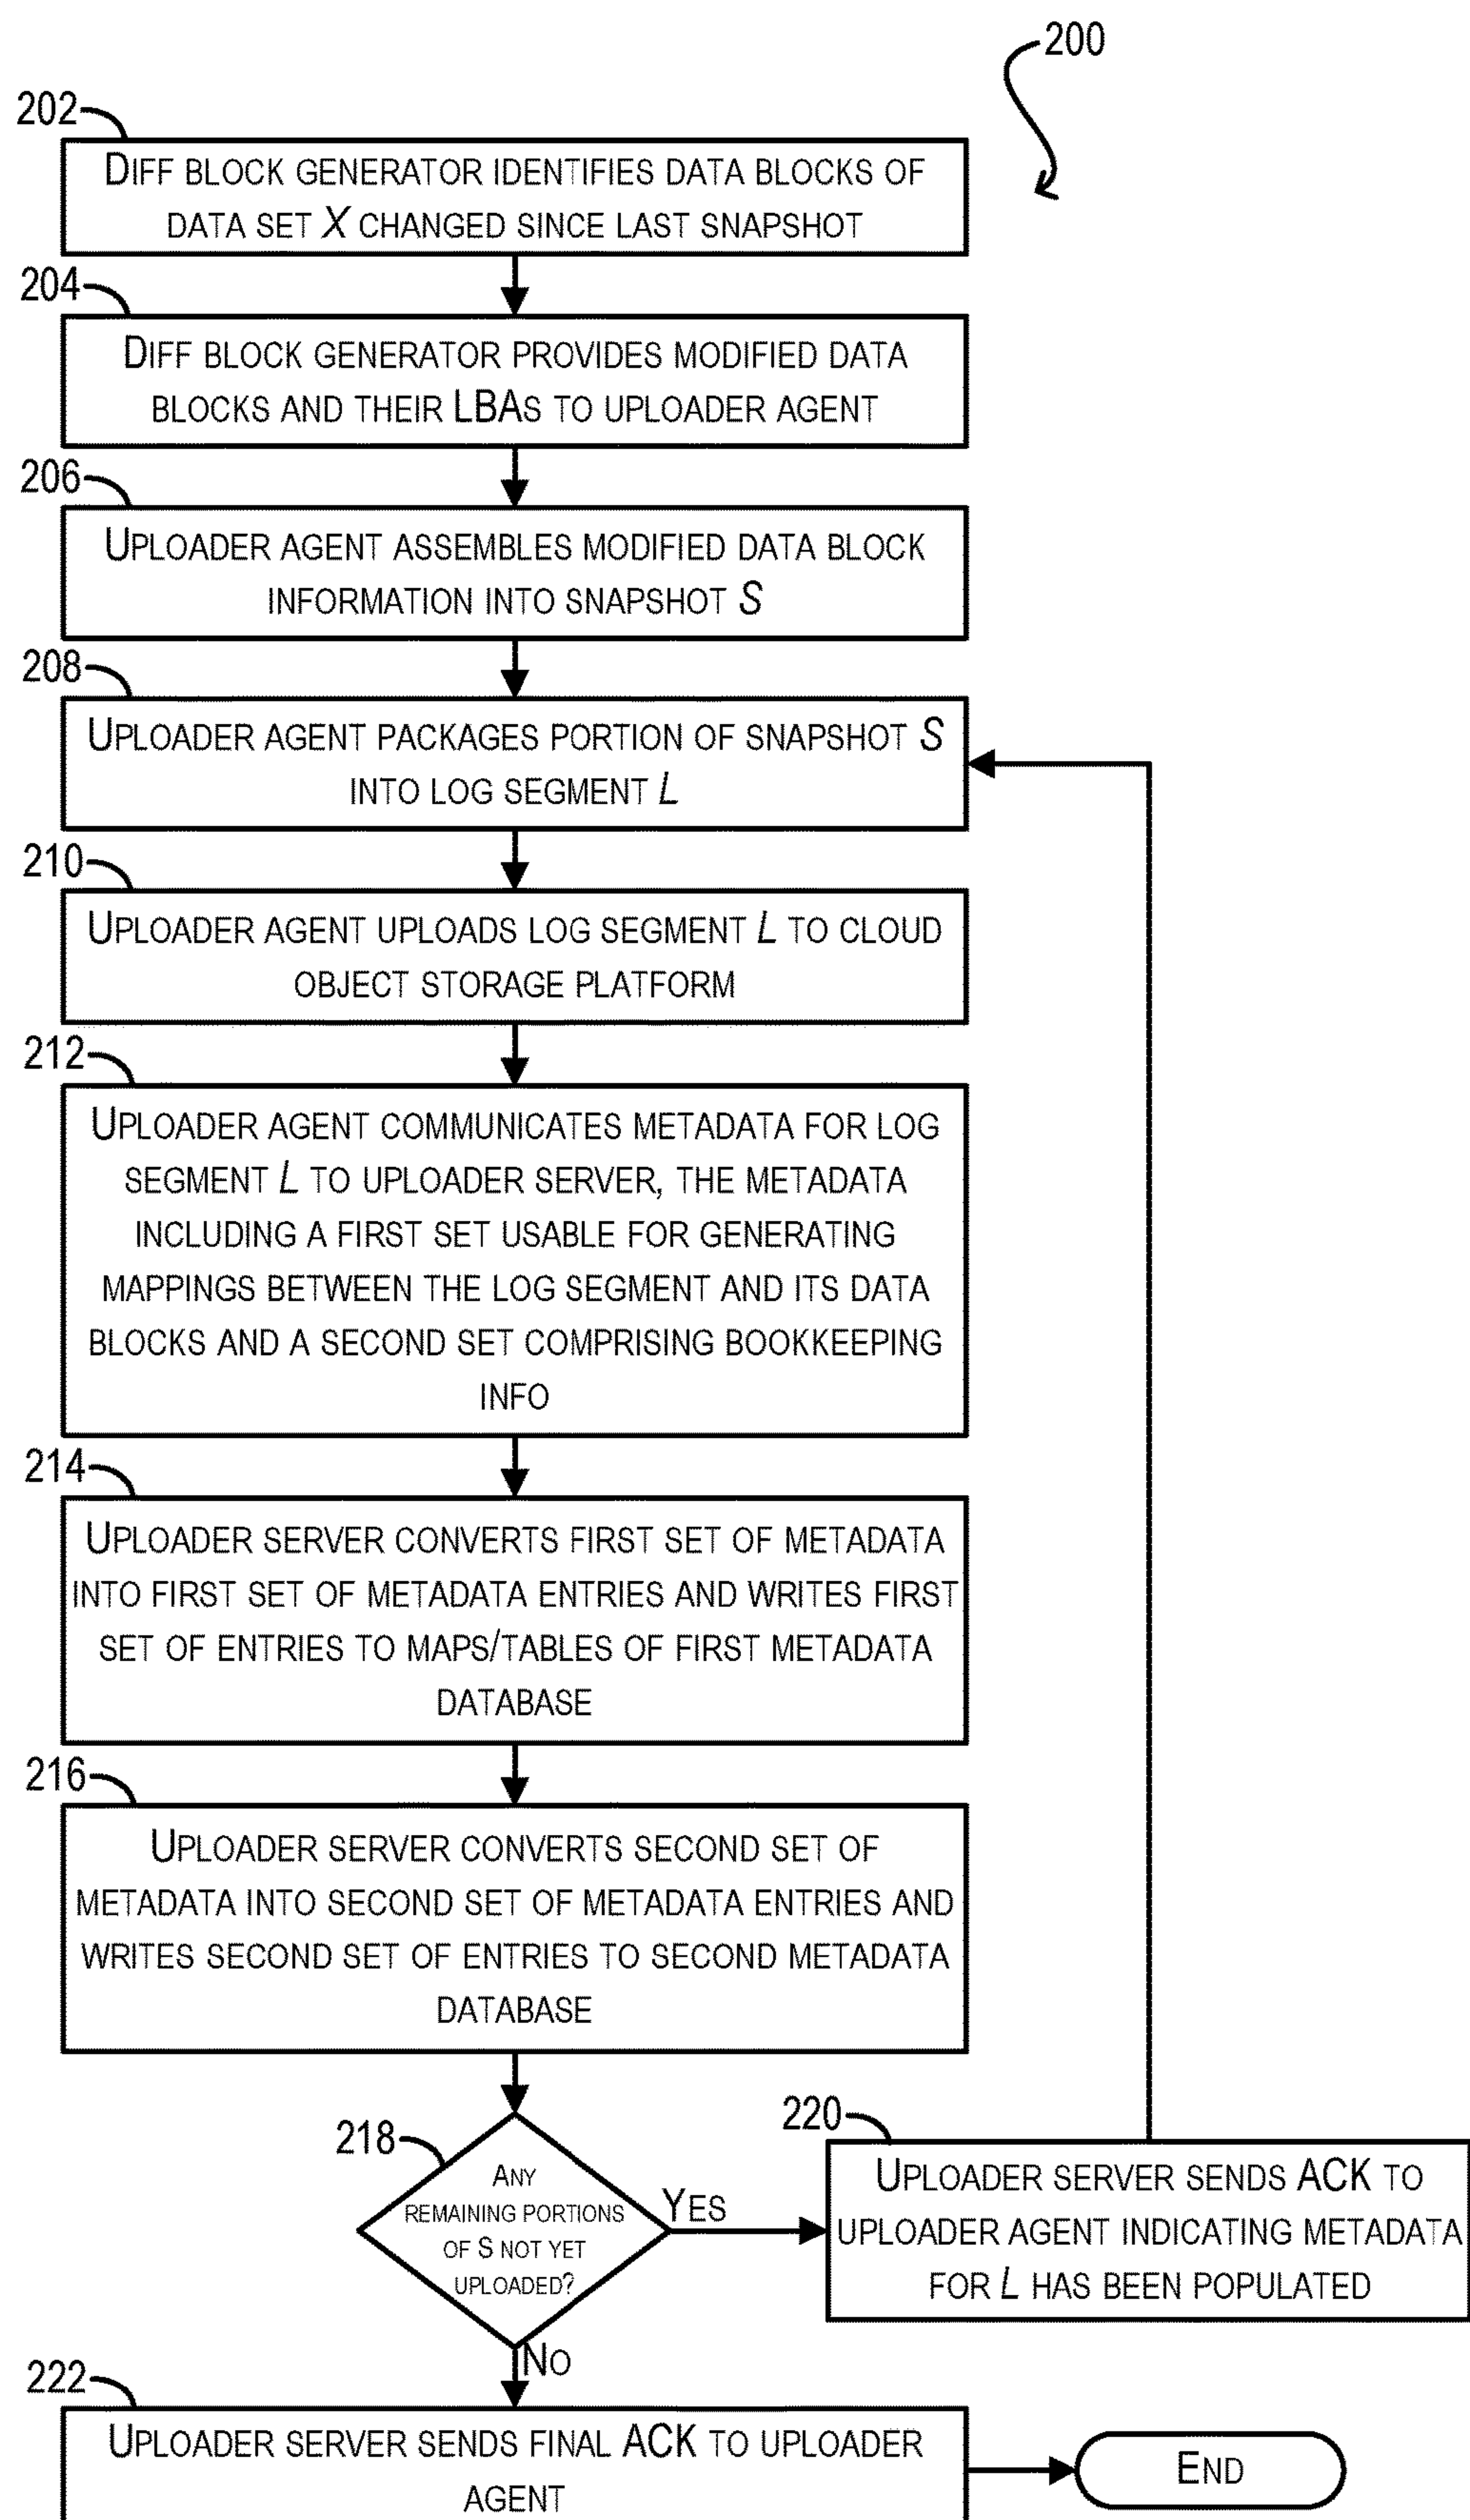 200
202
Diff block generator identifies data blocks of
data set X changed since last snapshot
204
Diff block generator provides modified data
blocks and their LBAs to uploader agent
206
Uploader agent assembles modified data block
information into snapshot S
208
Uploader agent packages portion of snapshot S
into log segment L
210
Uploader agent uploads log segment L to cloud
object storage platform
212
Uploader agent communicates metadata for log
segment L to uploader server, the metadata
including a first set usable for generating
mappings between the log segment and its data
blocks and a second set comprising bookkeeping
info
214
Uploader server converts first set of metadata
into first set of metadata entries and writes first
set of entries to maps/tables of first metadata
database
216
Uploader server converts second set of
metadata into second set of metadata entries and
writes second set of entries to second metadata
database
218
Any
remaining portions
of S not yet
uploaded?
Yes
220
Uploader server sends ACK to
uploader agent indicating metadata
for L has been populated
No
222
Uploader server sends final ACK to uploader
agent
End